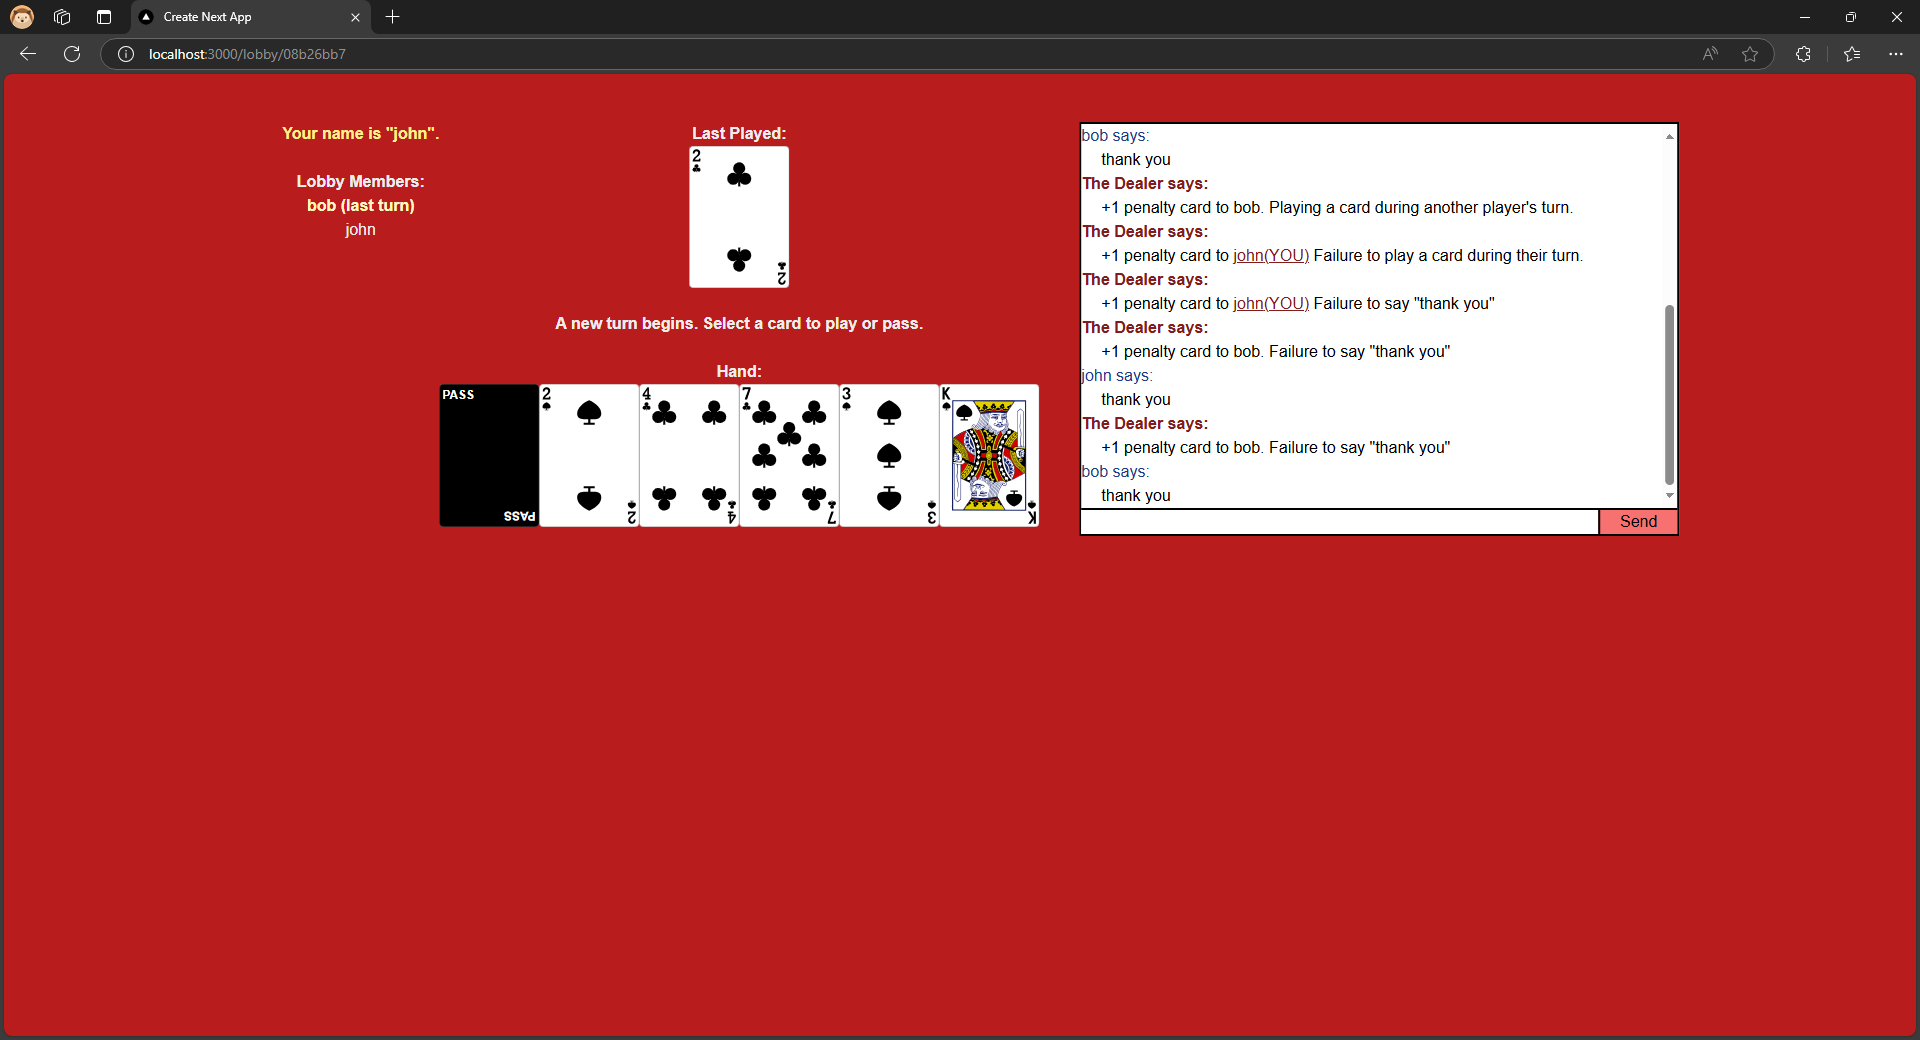 Create Next App
localhost:3000/lobby/08b26bb7
Your name is "john".
Lobby Members:
bob (last turn)
john
Last Played:
2
2
A new turn begins. Select a card to play or pass.
Hand:
PASS
PASS
2
2
4
4
7
7
3
3
K
K
bob says:
thank you
The Dealer says:
+1 penalty card to bob. Playing a card during another player's turn.
The Dealer says:
+1 penalty card to john(YOU) Failure to play a card during their turn.
The Dealer says:
+1 penalty card to john(YOU) Failure to say "thank you"
The Dealer says:
+1 penalty card to bob. Failure to say "thank you"
john says:
thank you
The Dealer says:
+1 penalty card to bob. Failure to say "thank you"
bob says:
thank you
Send